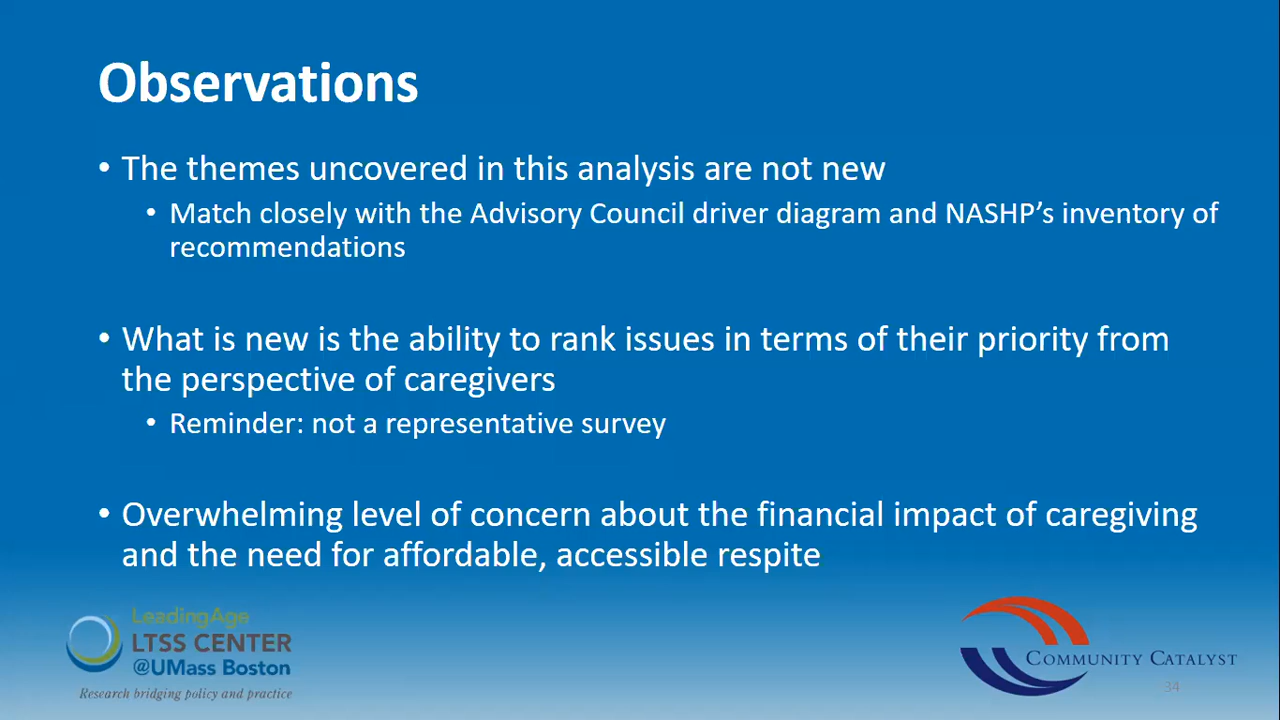 Observations
• The themes uncovered in this analysis are not new
• Match closely with the Advisory Council driver diagram and NASHP’s inventory of
recommendations
• What is new is the ability to rank issues in terms of their priority from
the perspective of caregivers
• Reminder: not a representative survey
• Overwhelming level of concern about the financial impact of caregiving
and the need for affordable, accessible respite
LeadingAge
LTSS CENTER
@UMass Boston
Research bridging policy and practice
COMMUNITY CATALYST
34